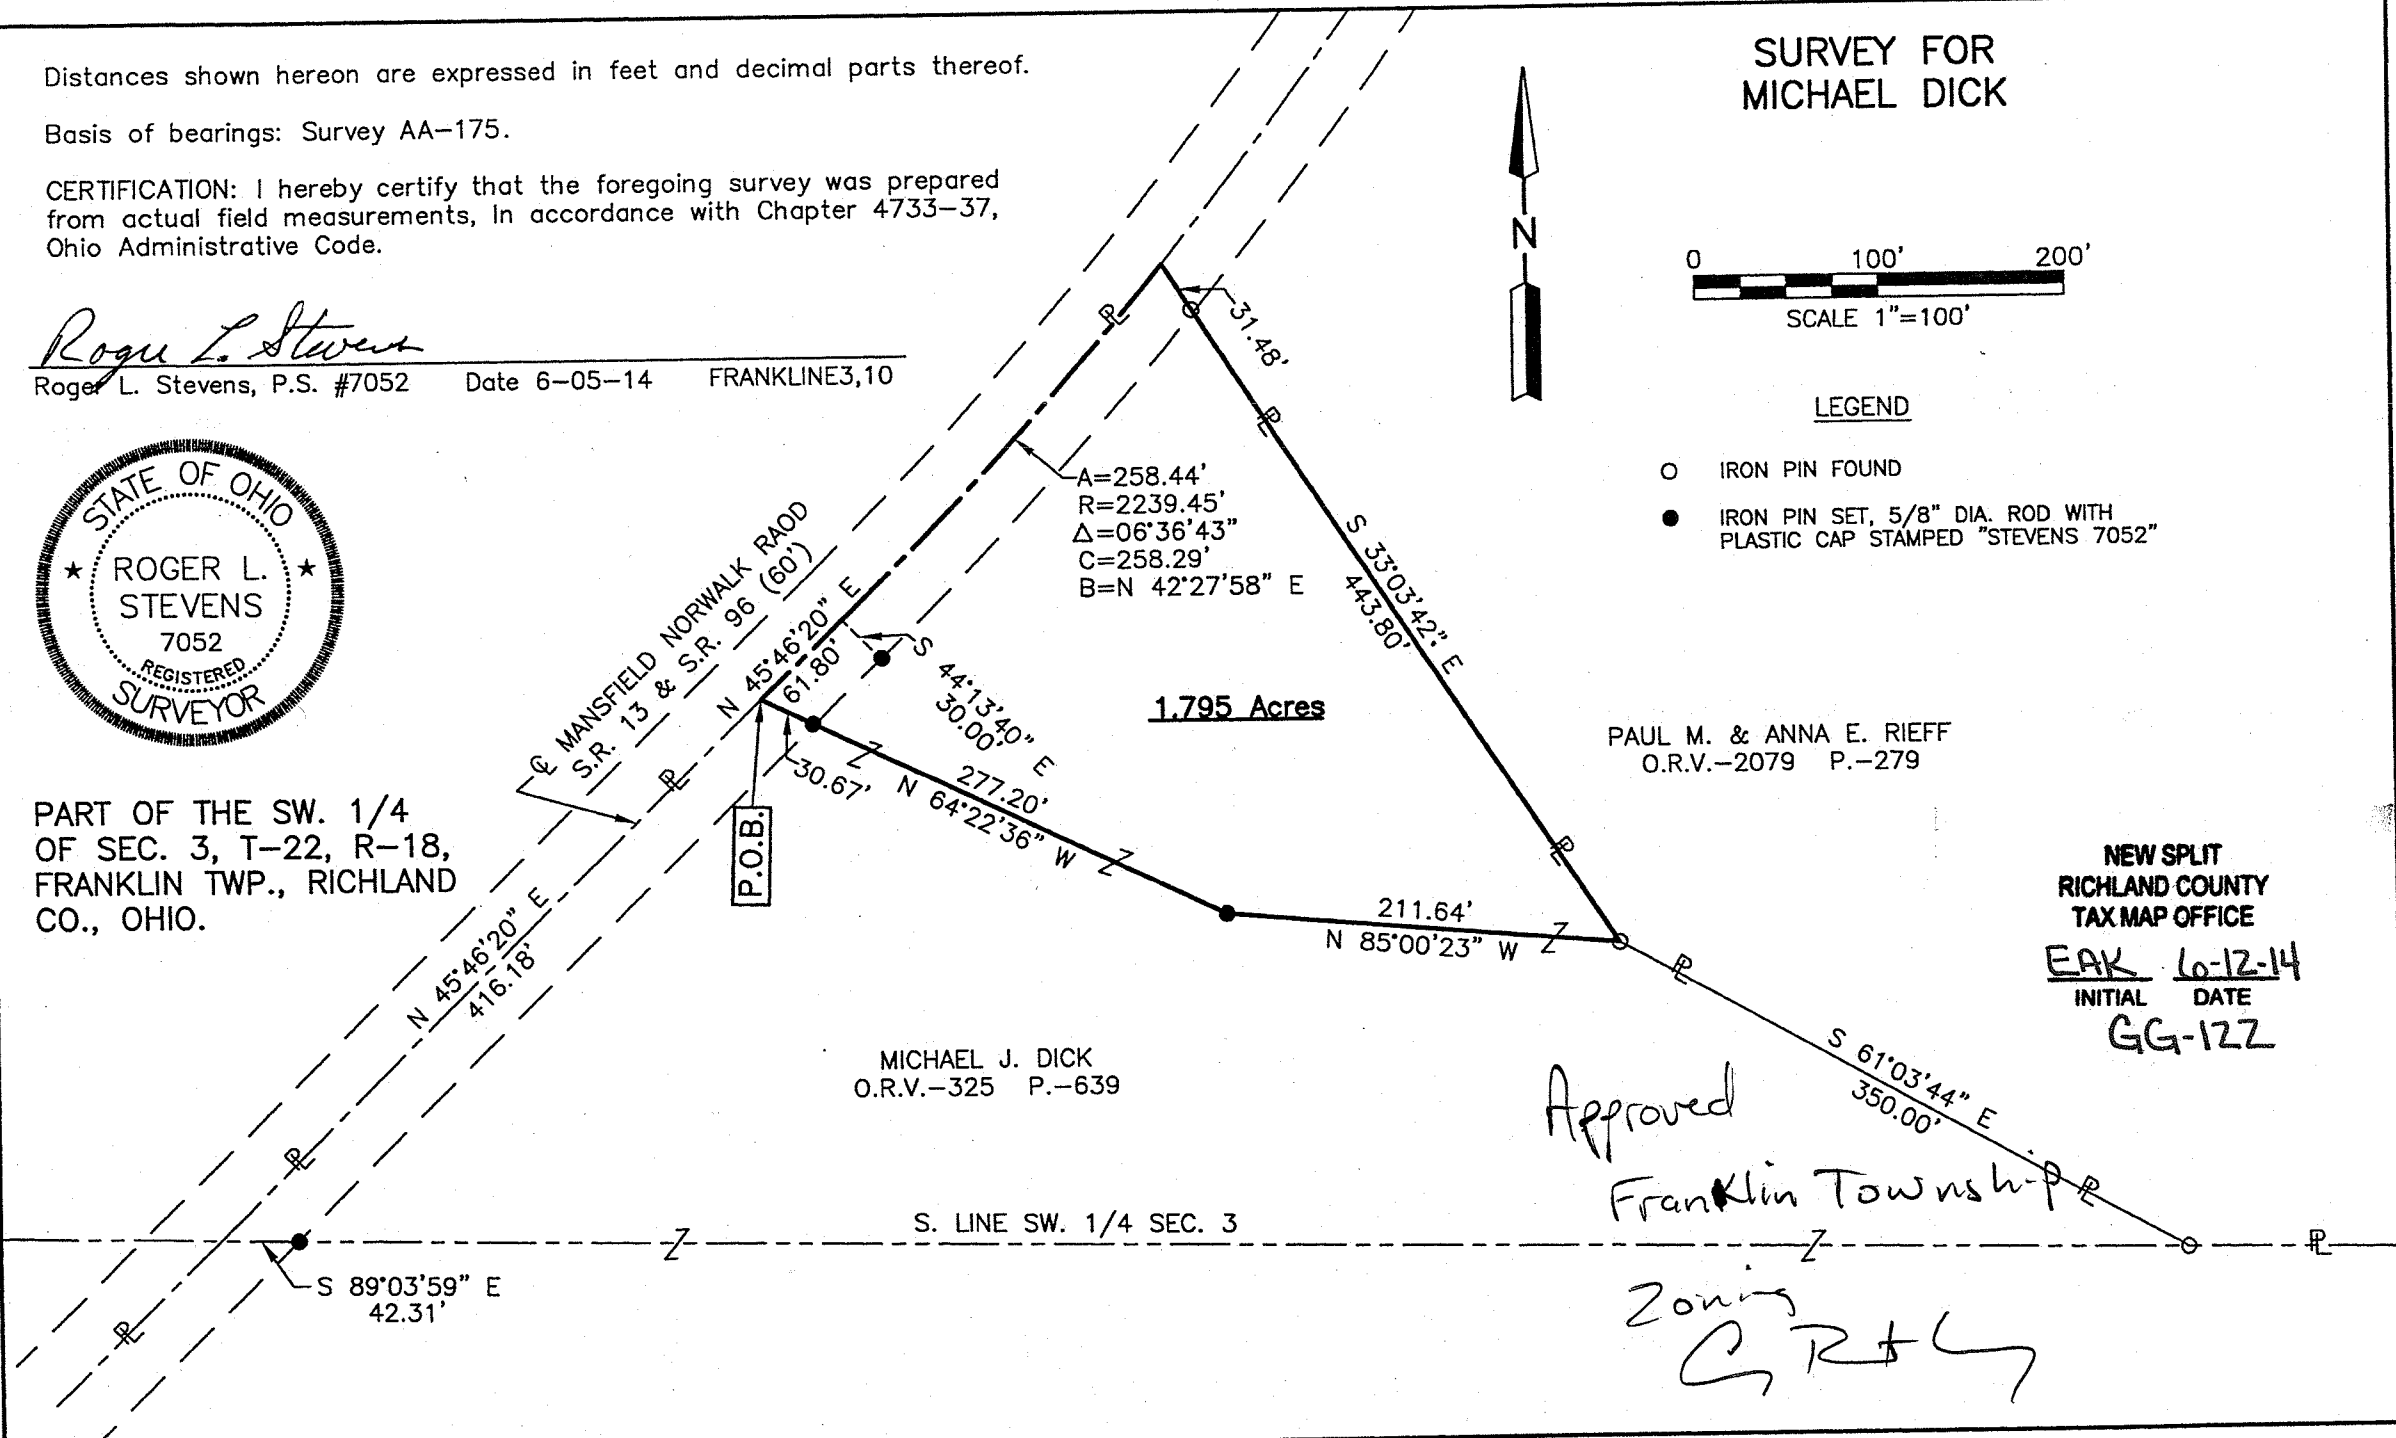 Distances shown hereon are expressed in feet and decimal parts thereof.
Basis of bearings: Survey AA-175.
CERTIFICATION: I hereby certify that the foregoing survey was prepared
from actual field measurements, In accordance with Chapter 4733-37,
Ohio Administrative Code.
Roger L. Stevens
Roger L. Stevens, P.S. #7052 Date 6-05-14 FRANKLINE3,10
STATE OF OHIO
ROGER L.
STEVENS
7052
REGISTERED
SURVEYOR
PART OF THE SW. 1/4
OF SEC. 3, T-22, R-18,
FRANKLIN TWP., RICHLAND
CO., OHIO.
SURVEY FOR
MICHAEL DICK
N
0 100' 200'
SCALE 1"=100'
LEGEND
IRON PIN FOUND
IRON PIN SET, 5/8" DIA. ROD WITH
PLASTIC CAP STAMPED "STEVENS 7052"
31.48'
A=258.44'
R=2239.45'
Δ=06°36'43"
C=258.29'
B=N 42°27'58" E
S 33°03'42" E
443.80'
℄ MANSFIELD NORWALK RAOD
S.R. 13 & S.R. 96 (60')
N 45°46'20" E
61.80'
S 44°13'40" E
30.00'
30.67'
277.20'
N 64°22'36" W
P.O.B.
1.795 Acres
211.64'
N 85°00'23" W
PAUL M. & ANNA E. RIEFF
O.R.V.-2079 P.-279
NEW SPLIT
RICHLAND COUNTY
TAX MAP OFFICE
EAK 6-12-14
INITIAL DATE
GG-122
N 45°46'20" E
416.18'
MICHAEL J. DICK
O.R.V.-325 P.-639
S 61°03'44" E
350.00'
Approved
Franklin Township
Zoning
S. LINE SW. 1/4 SEC. 3
S 89°03'59" E
42.31'